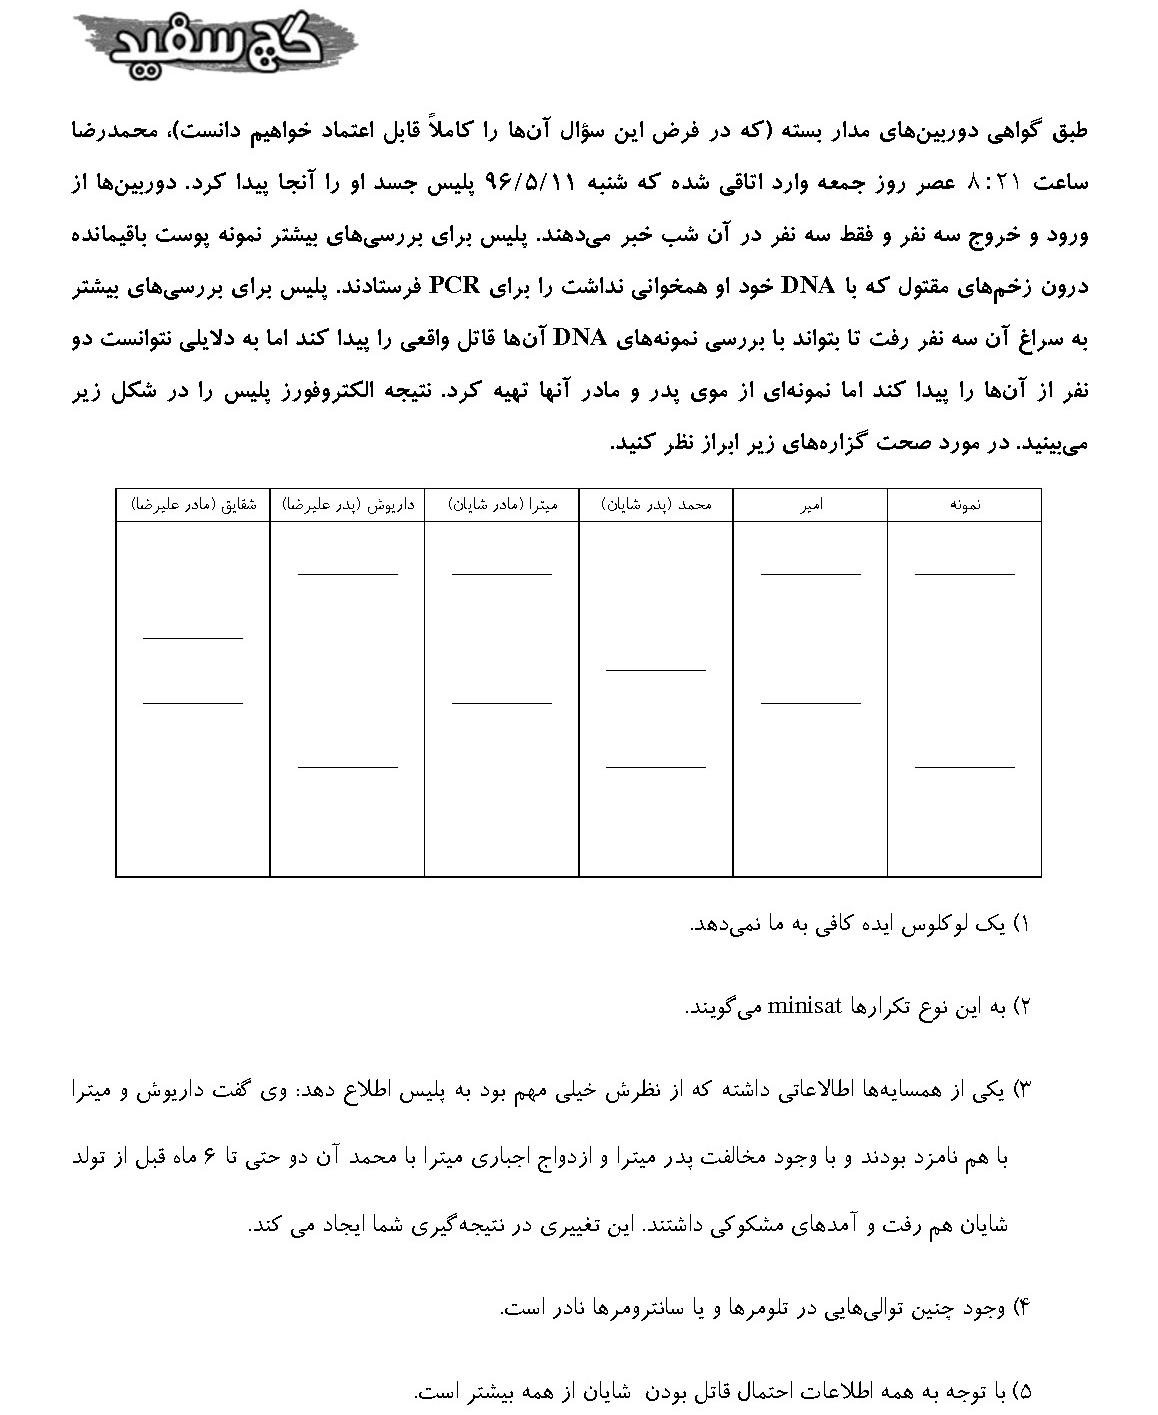 گچ سفید
طبق گواهی دوربین‌های مدار بسته (که در فرض این سؤال آن‌ها را کاملاً قابل اعتماد خواهیم دانست)، محمدرضا
ساعت ۸:۲۱ عصر روز جمعه وارد اتاقی شده که شنبه ۹۶/۵/۱۱ پلیس جسد او را آنجا پیدا کرد. دوربین‌ها از
ورود و خروج سه نفر و فقط سه نفر در آن شب خبر می‌دهند. پلیس برای بررسی‌های بیشتر نمونه پوست باقیمانده
درون زخم‌های مقتول که با DNA خود او همخوانی نداشت را برای PCR فرستادند. پلیس برای بررسی‌های بیشتر
به سراغ آن سه نفر رفت تا بتواند با بررسی نمونه‌های DNA آن‌ها قاتل واقعی را پیدا کند اما به دلایلی نتوانست دو
نفر از آن‌ها را پیدا کند اما نمونه‌ای از موی پدر و مادر آنها تهیه کرد. نتیجه الکتروفورز پلیس را در شکل زیر
می‌بینید. در مورد صحت گزاره‌های زیر ابراز نظر کنید.
نمونه امیر محمد (پدر شایان) میترا (مادر شایان) داریوش (پدر علیرضا) شقایق (مادر علیرضا)
۱) یک لوکلوس ایده کافی به ما نمی‌دهد.
۲) به این نوع تکرارها minisat می‌گویند.
۳) یکی از همسایه‌ها اطالاعاتی داشته که از نظرش خیلی مهم بود به پلیس اطلاع دهد: وی گفت داریوش و میترا
با هم نامزد بودند و با وجود مخالفت پدر میترا و ازدواج اجباری میترا با محمد آن دو حتی تا ۶ ماه قبل از تولد
شایان هم رفت و آمدهای مشکوکی داشتند. این تغییری در نتیجه‌گیری شما ایجاد می کند.
۴) وجود چنین توالی‌هایی در تلومرها و یا سانترومرها نادر است.
۵) با توجه به همه اطلاعات احتمال قاتل بودن شایان از همه بیشتر است.